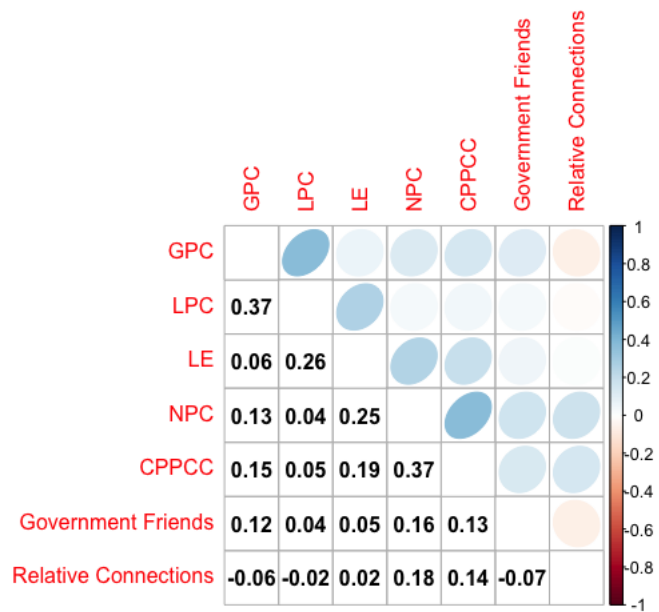 GPC LPC LE NPC CPPCC Government Friends Relative Connections
GPC
LPC 0.37
LE 0.06 0.26
NPC 0.13 0.04 0.25
CPPCC 0.15 0.05 0.19 0.37
Government Friends 0.12 0.04 0.05 0.16 0.13
Relative Connections -0.06 -0.02 0.02 0.18 0.14 -0.07
1
0.8
0.6
0.4
0.2
0
-0.2
-0.4
-0.6
-0.8
-1